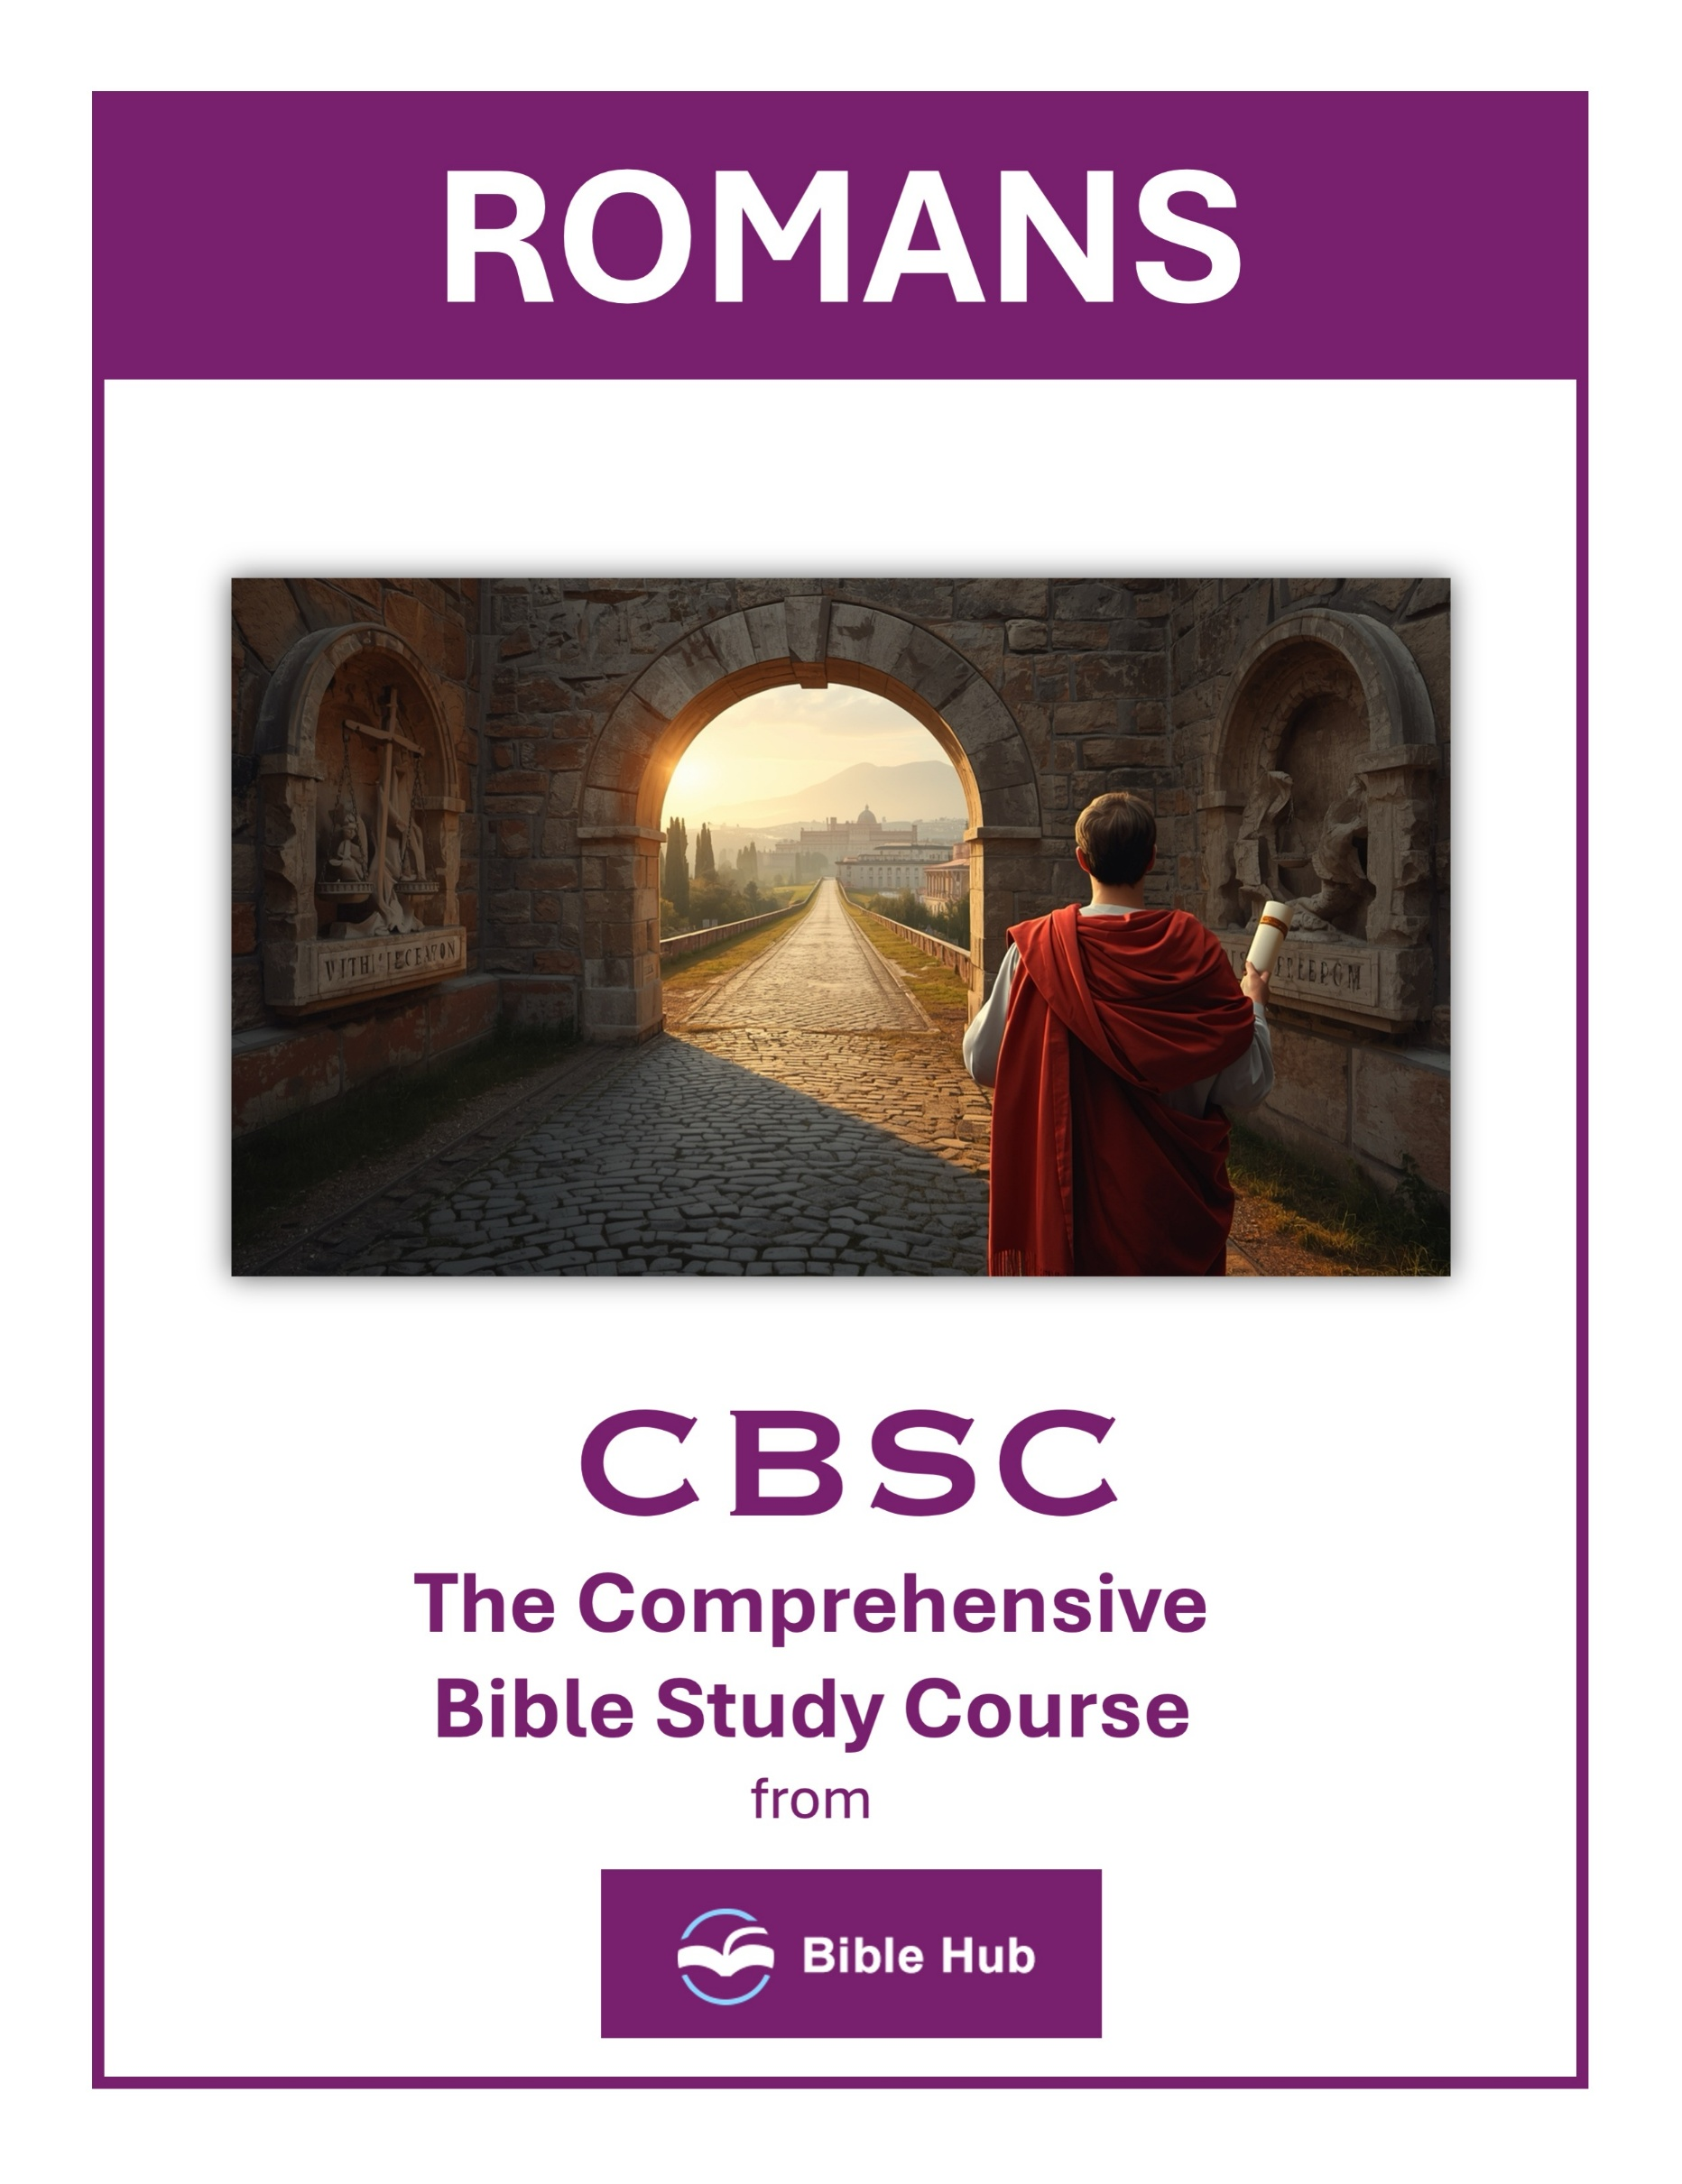 ROMANS
CBSC
The Comprehensive
Bible Study Course
from
Bible Hub